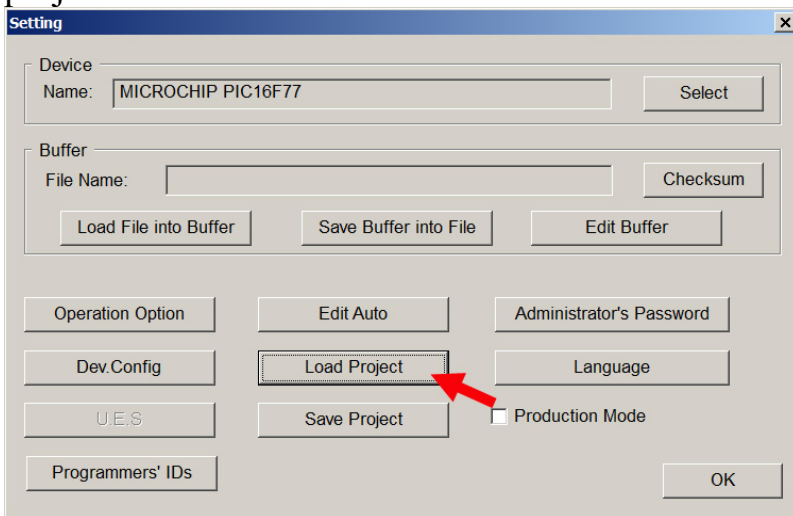 Setting
Device
Name: MICROCHIP PIC16F77 Select
Buffer
File Name: Checksum
Load File into Buffer Save Buffer into File Edit Buffer
Operation Option Edit Auto Administrator's Password
Dev.Config Load Project Language
U.E.S Save Project Production Mode
Programmers' IDs OK